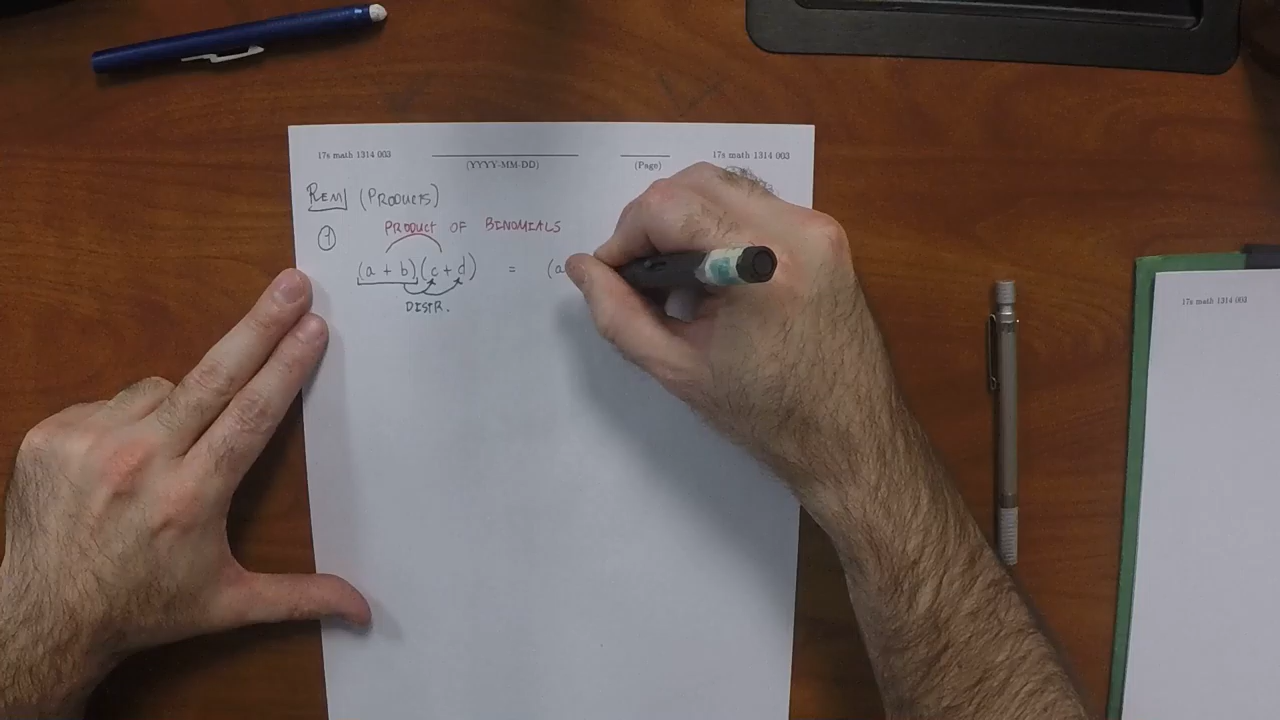 17s math 1314 003 (YYYY-MM-DD) (Page) 17s math 1314 003
REM (PRODUCTS)
1 PRODUCT OF BINOMIALS
(a + b)(c + d) = (a
DISTR.
17s math 1314 003